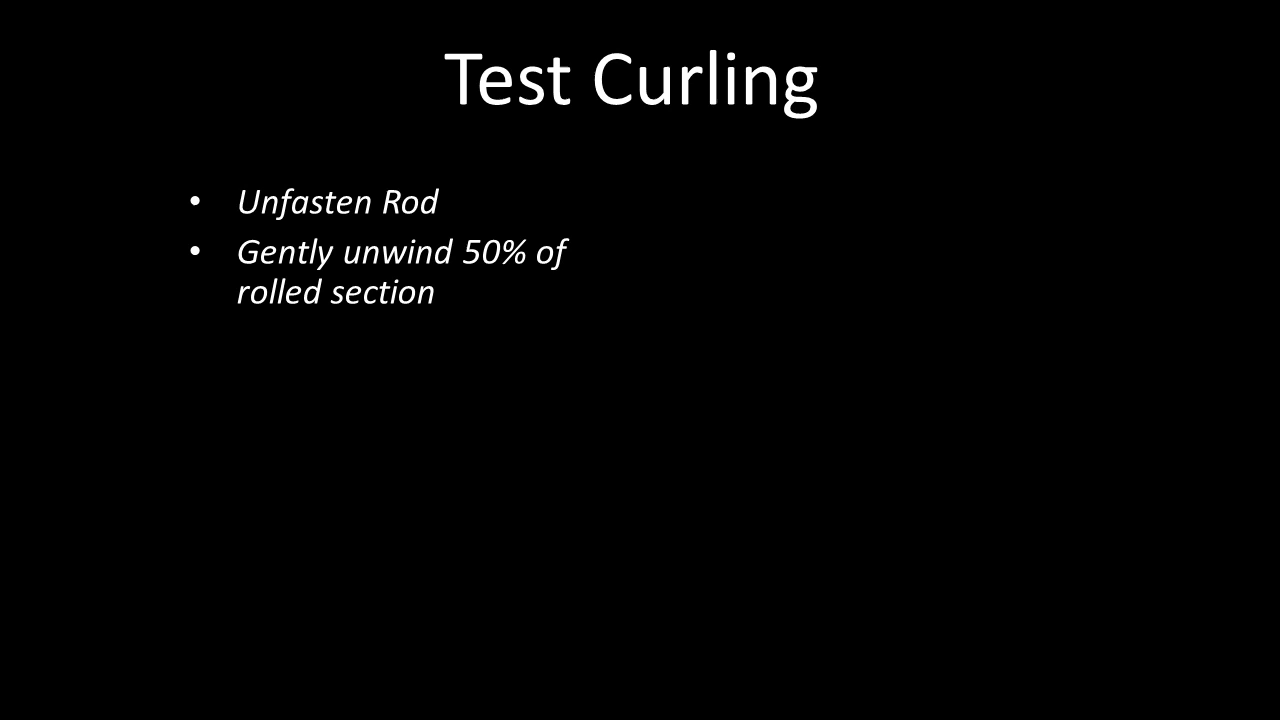 Test Curling
• Unfasten Rod
• Gently unwind 50% of
rolled section